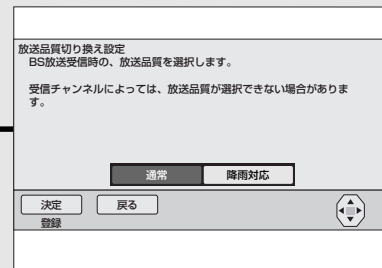 放送品質切り換え設定
BS放送受信時の、放送品質を選択します。
受信チャンネルによっては、放送品質が選択できない場合がありま
す。
通常 降雨対応
決定 戻る
登録